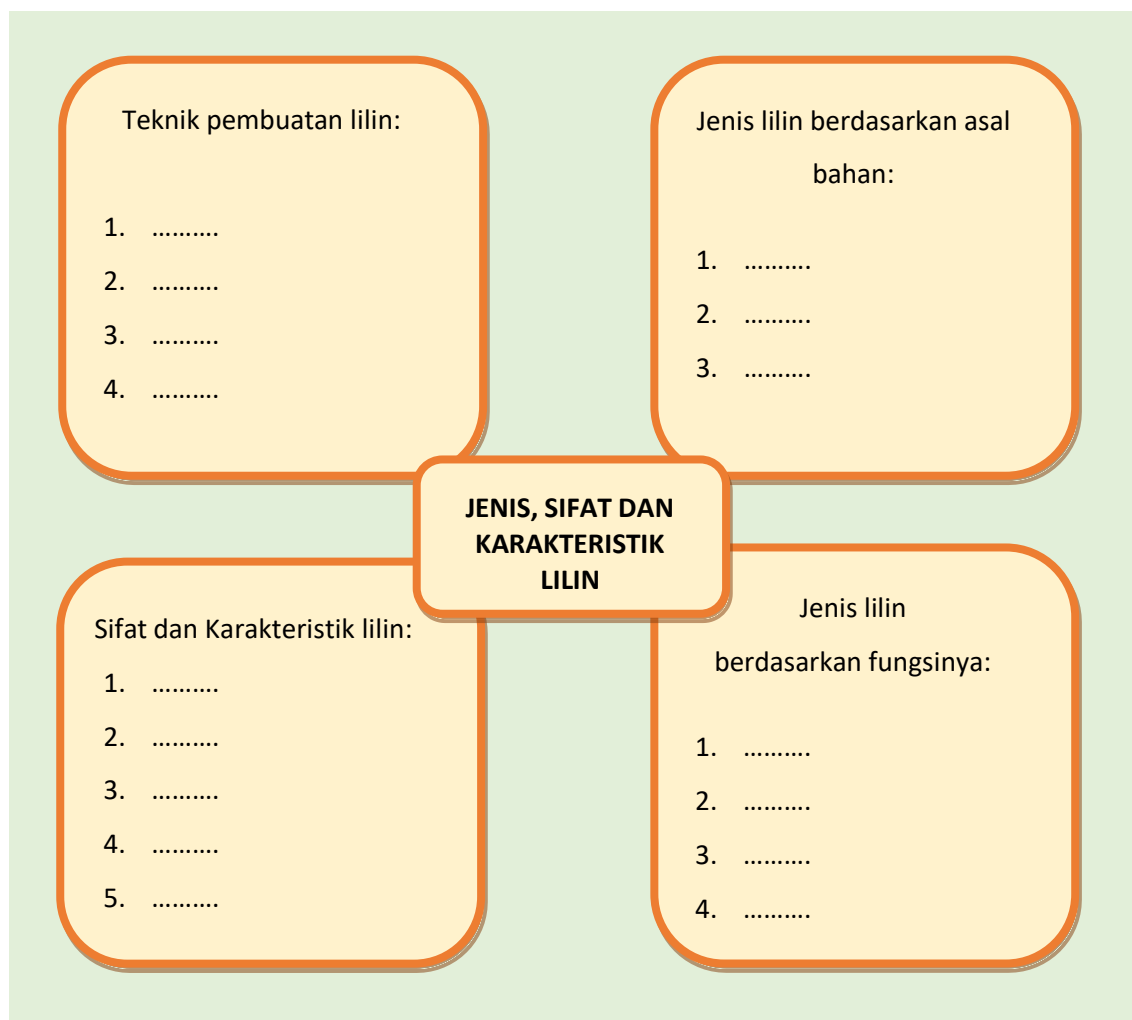 Teknik pembuatan lilin:
1. ..........
2. ..........
3. ..........
4. ..........
Jenis lilin berdasarkan asal
bahan:
1. ..........
2. ..........
3. ..........
JENIS, SIFAT DAN
KARAKTERISTIK
LILIN
Sifat dan Karakteristik lilin:
1. ..........
2. ..........
3. ..........
4. ..........
5. ..........
Jenis lilin
berdasarkan fungsinya:
1. ..........
2. ..........
3. ..........
4. ..........